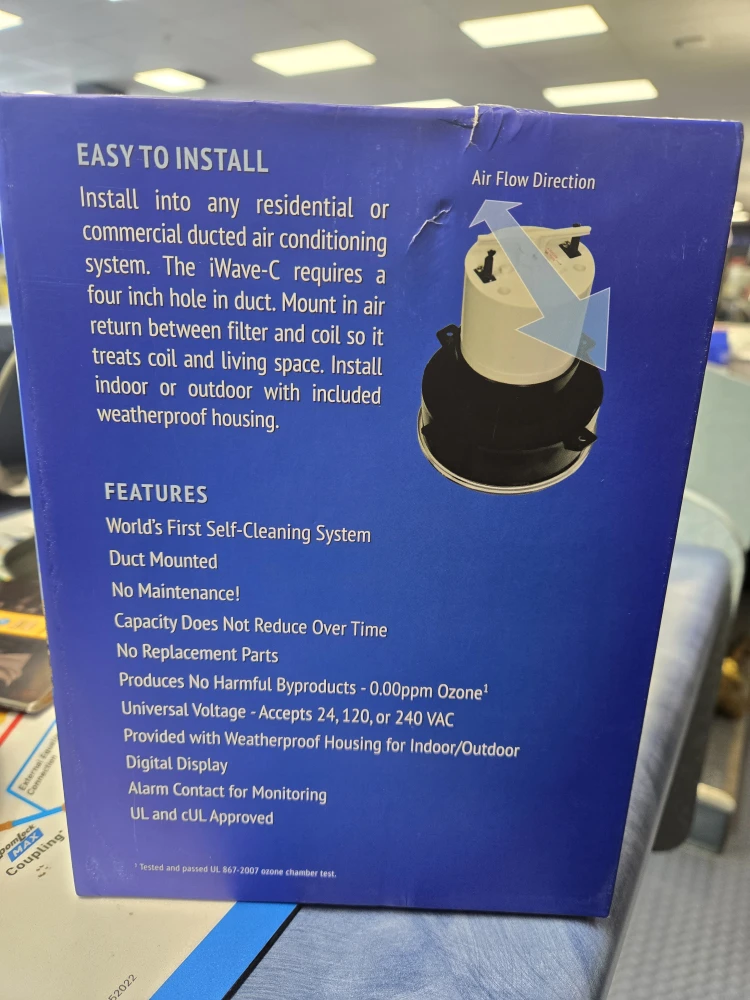 EASY TO INSTALL
Air Flow Direction
Install into any residential or
commercial ducted air conditioning
system. The iWave-C requires a
four inch hole in duct. Mount in air
return between filter and coil so it
treats coil and living space. Install
indoor or outdoor with included
weatherproof housing.
FEATURES
World's First Self-Cleaning System
Duct Mounted
No Maintenance!
Capacity Does Not Reduce Over Time
No Replacement Parts
Produces No Harmful Byproducts - 0.00ppm Ozone¹
Universal Voltage - Accepts 24, 120, or 240 VAC
Provided with Weatherproof Housing for Indoor/Outdoor
Digital Display
Alarm Contact for Monitoring
UL and cUL Approved
¹ Tested and passed UL 867-2007 ozone chamber test.
External
Connection
MAX
Coupling
52022